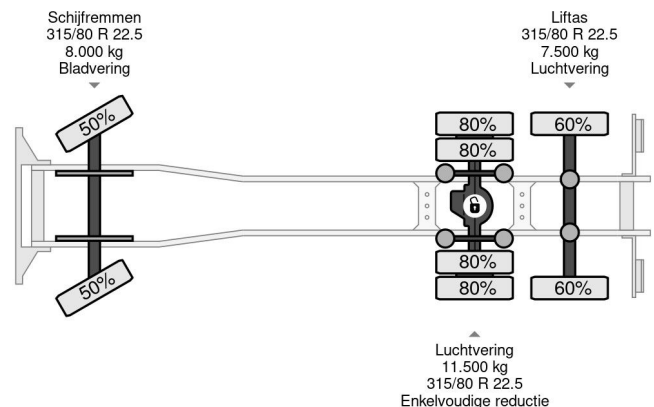 Schijfremmen
315/80 R 22.5
8.000 kg
Bladvering
Liftas
315/80 R 22.5
7.500 kg
Luchtvering
50%
80%
60%
80%
80%
50%
80%
60%
Luchtvering
11.500 kg
315/80 R 22.5
Enkelvoudige reductie